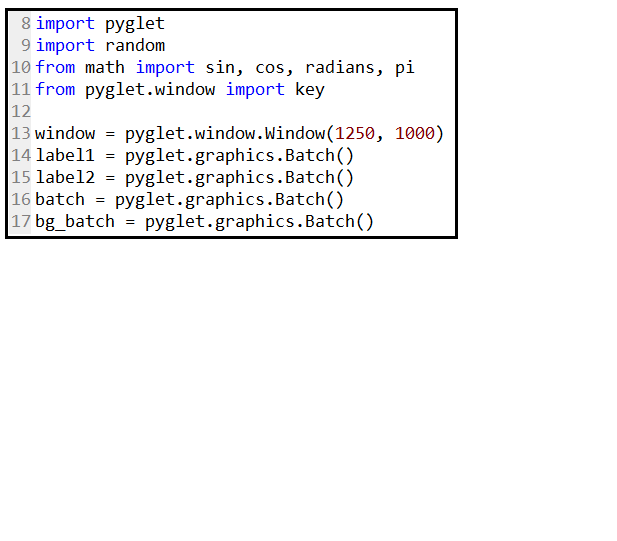 8 import pyglet
9 import random
10 from math import sin, cos, radians, pi
11 from pyglet.window import key
12
13 window = pyglet.window.Window(1250, 1000)
14 label1 = pyglet.graphics.Batch()
15 label2 = pyglet.graphics.Batch()
16 batch = pyglet.graphics.Batch()
17 bg_batch = pyglet.graphics.Batch()